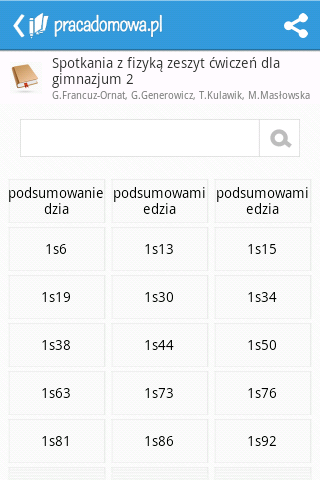 pracadomowa.pl
Spotkania z fizyką zeszyt ćwiczeń dla
gimnazjum 2
G.Francuz-Ornat, G.Generowicz, T.Kulawik, M.Masłowska
podsumowanie podsumowami podsumowami
dzia edzia edzia
1s6 1s13 1s15
1s19 1s30 1s34
1s38 1s44 1s50
1s63 1s73 1s76
1s81 1s86 1s92